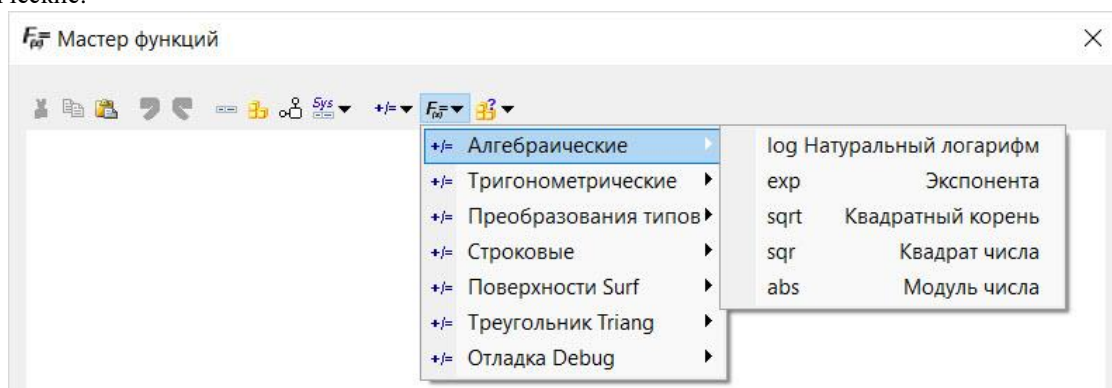 F(x)= Мастер функций
Sys +/= F(x)= ?
+/= Алгебраические
+/= Тригонометрические
+/= Преобразования типов
+/= Строковые
+/= Поверхности Surf
+/= Треугольник Triang
+/= Отладка Debug
log Натуральный логарифм
exp Экспонента
sqrt Квадратный корень
sqr Квадрат числа
abs Модуль числа